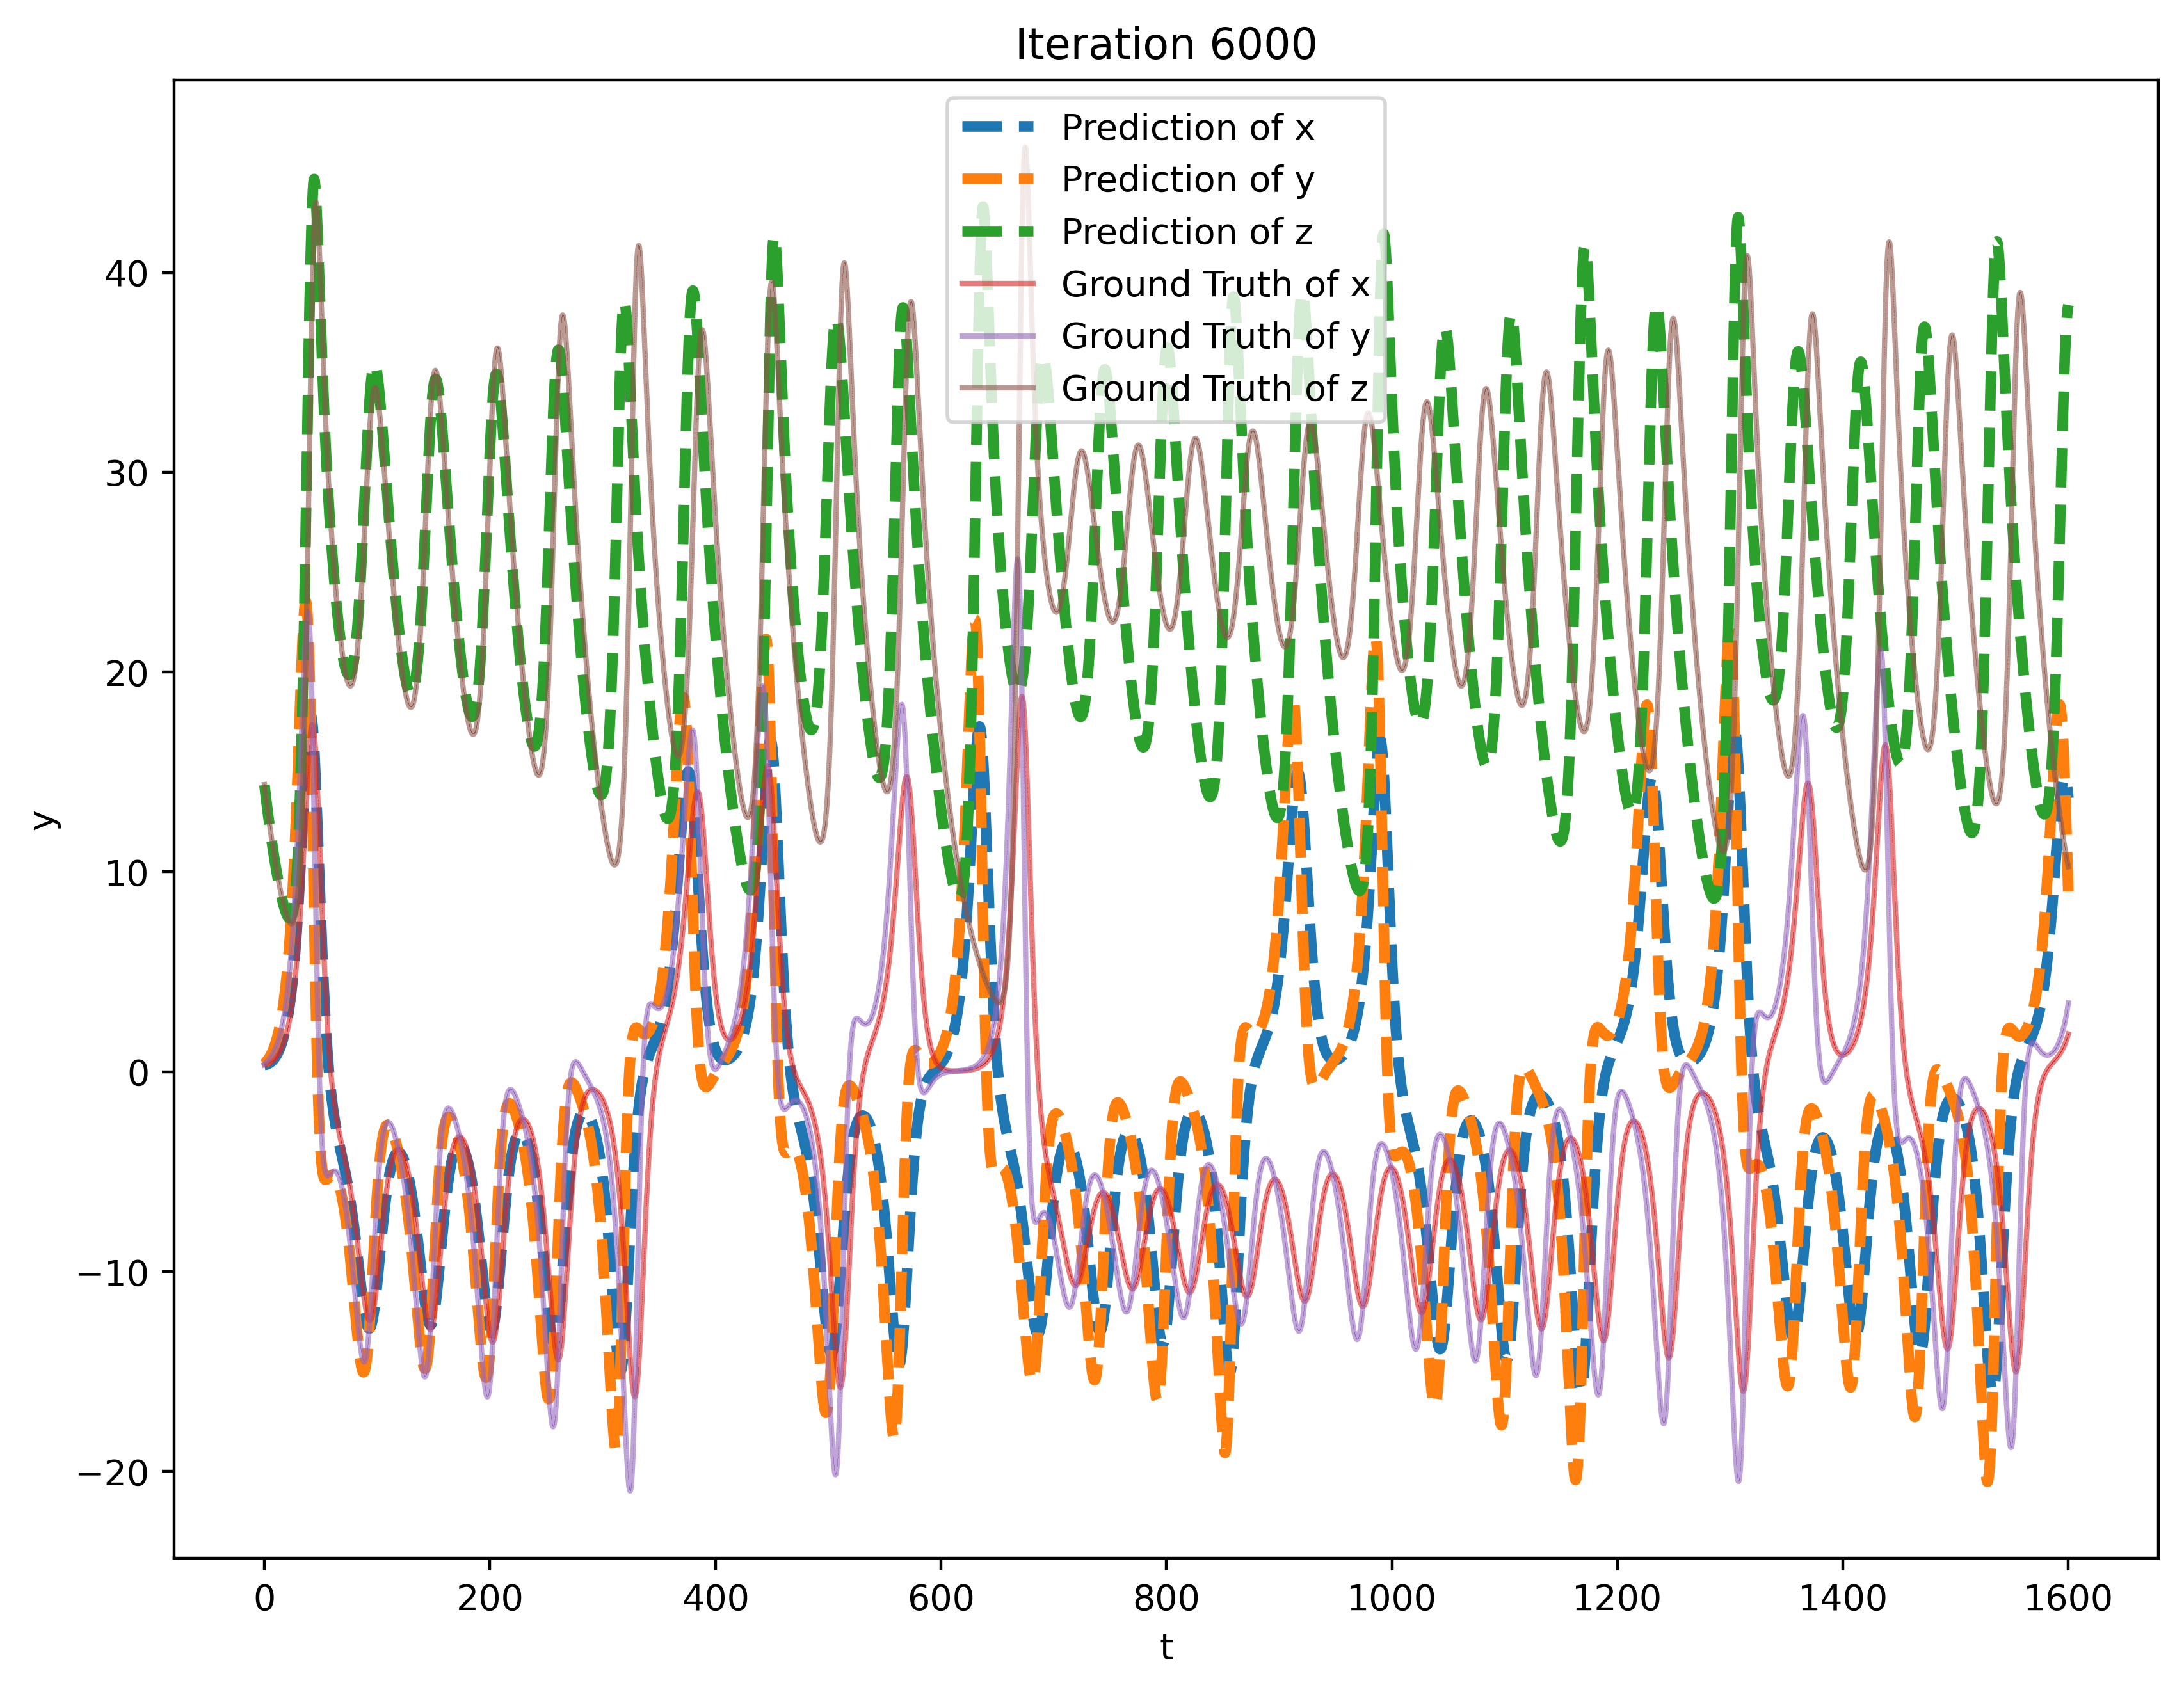 Iteration 6000
Prediction of x
Prediction of y
Prediction of z
Ground Truth of x
Ground Truth of y
Ground Truth of z
40
30
20
10
0
−10
−20
y
0 200 400 600 800 1000 1200 1400 1600
t